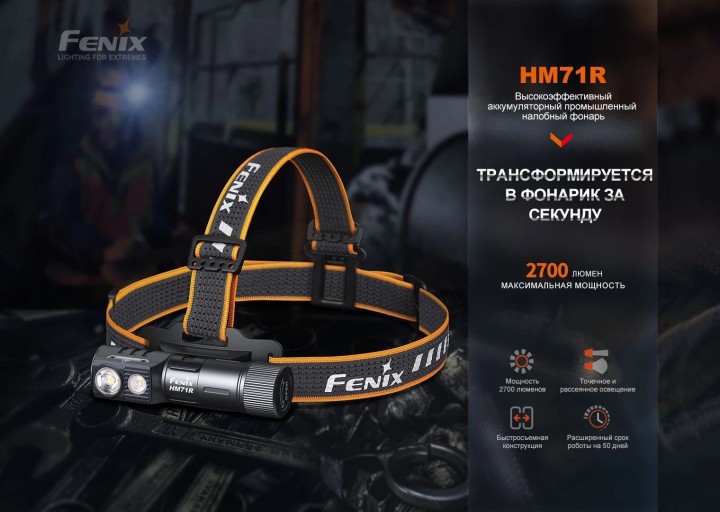 FENIX
LIGHTING FOR EXTREMES
HM71R
Высокоэффективный
аккумуляторный промышленный
налобный фонарь
ТРАНСФОРМИРУЕТСЯ
В ФОНАРИК ЗА
СЕКУНДУ
2700 ЛЮМЕН
МАКСИМАЛЬНАЯ МОЩНОСТЬ
Мощность
2700 люменов
Точечное и
рассеянное освещение
Быстросъемная
конструкция
Расширенный срок
роботы на 50 дней
FENIX
FENIX
FENIX
HM71R